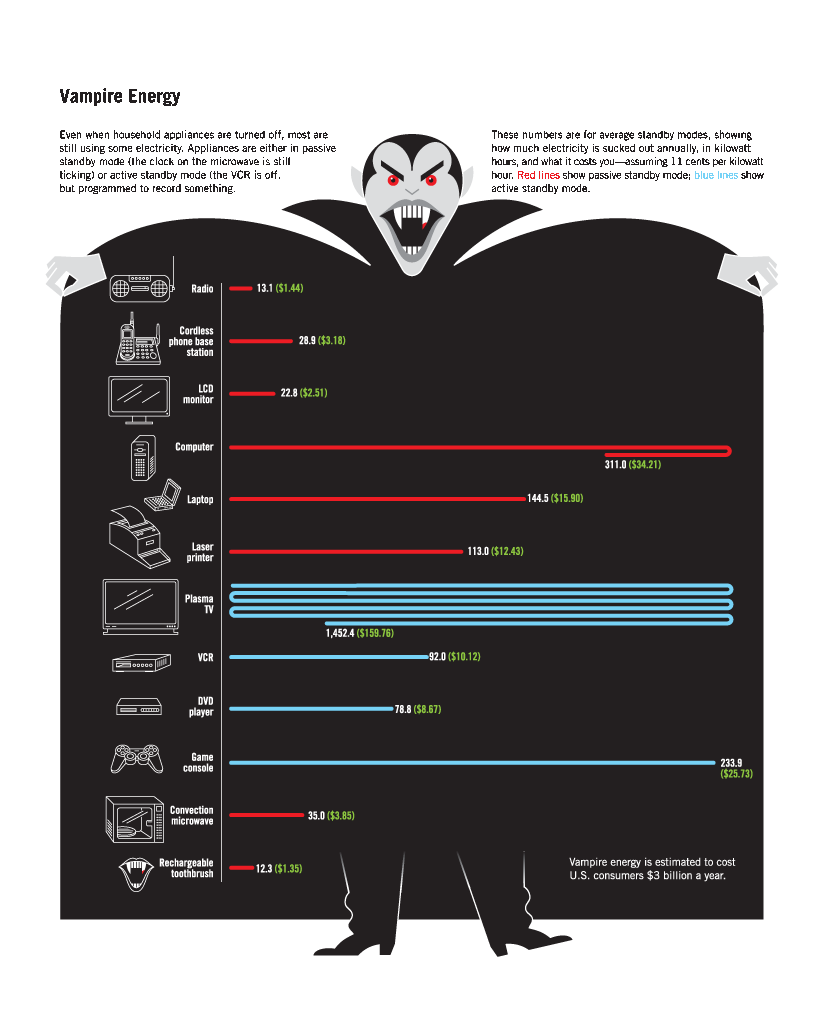 Vampire Energy
Even when household appliances are turned off, most are
still using some electricity. Appliances are either in passive
standby mode (the clock on the microwave is still
ticking) or active standby mode (the VCR is off,
but programmed to record something.
These numbers are for average standby modes, showing
how much electricity is sucked out annually, in kilowatt
hours, and what it costs you—assuming 11 cents per kilowatt
hour. Red lines show passive standby mode; blue lines show
active standby mode.
Radio
13.1 ($1.44)
Cordless
phone base
station
28.9 ($3.18)
LCD
monitor
22.8 ($2.51)
Computer
311.0 ($34.21)
Laptop
144.5 ($15.90)
Laser
printer
113.0 ($12.43)
Plasma
TV
1,452.4 ($159.76)
VCR
92.0 ($10.12)
DVD
player
78.8 ($8.67)
Game
console
233.9
($25.73)
Convection
microwave
35.0 ($3.85)
Rechargeable
toothbrush
12.3 ($1.35)
Vampire energy is estimated to cost
U.S. consumers $3 billion a year.